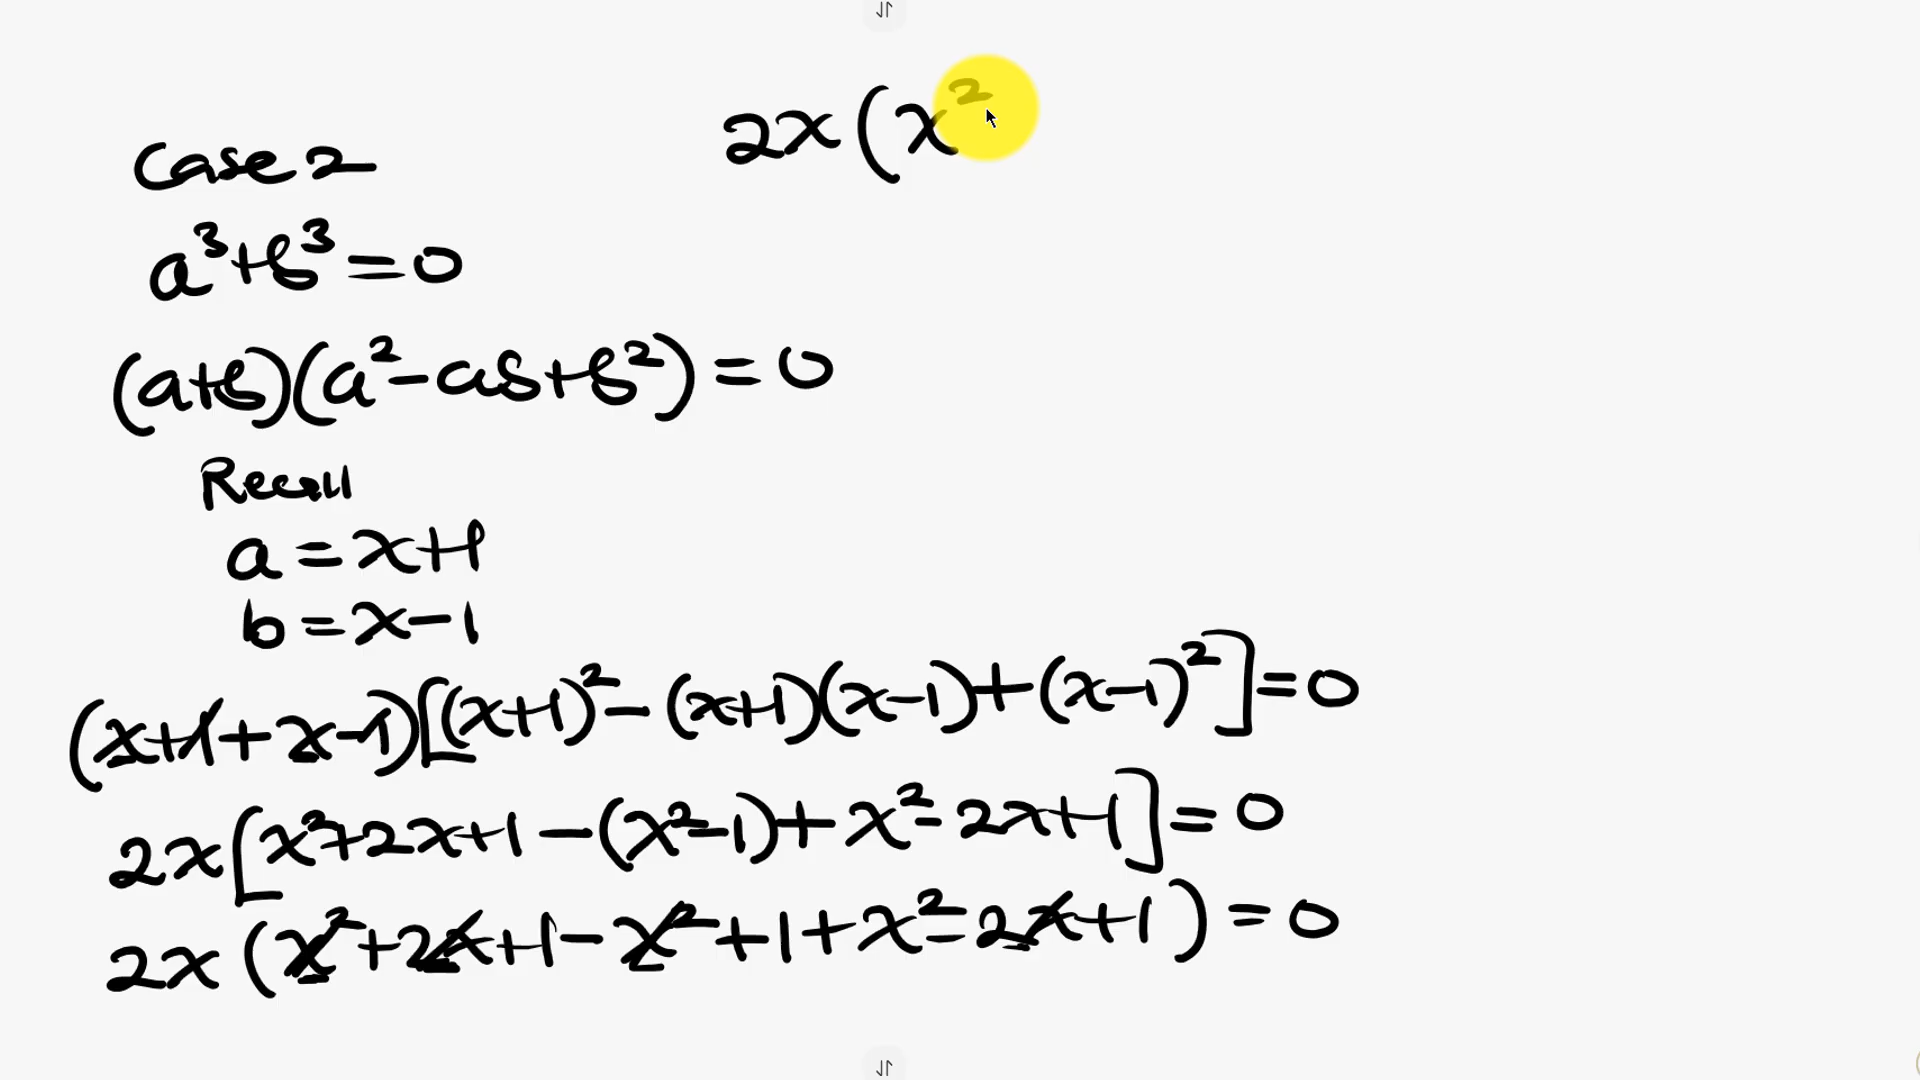 2x(x²
Case 2
a³+b³=0
(a+b)(a²-ab+b²)=0
Recall
a=x+1
b=x-1
(x+1+x-1)[(x+1)²-(x+1)(x-1)+(x-1)²]=0
2x[x²+2x+1-(x²-1)+x²-2x+1]=0
2x(x²+2x+1-x²+1+x²-2x+1)=0